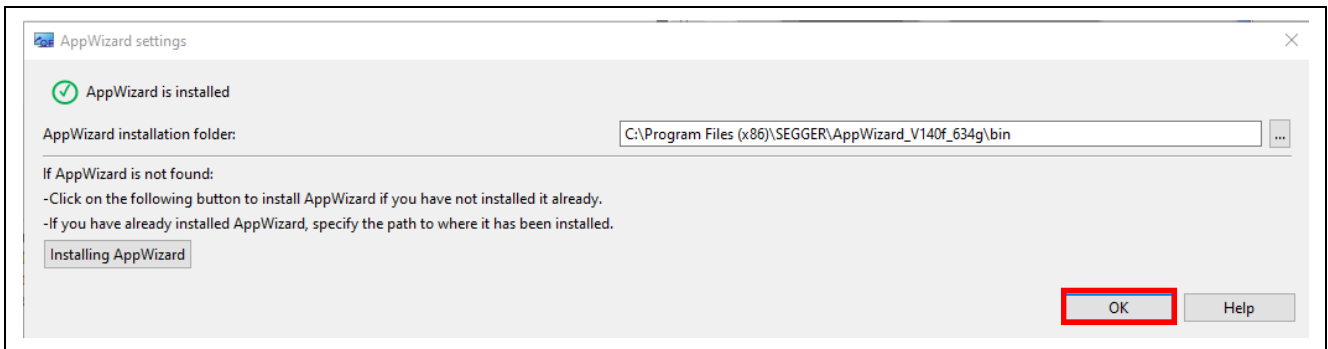 AppWizard settings
AppWizard is installed
AppWizard installation folder: C:\Program Files (x86)\SEGGER\AppWizard_V140f_634g\bin ...
If AppWizard is not found:
-Click on the following button to install AppWizard if you have not installed it already.
-If you have already installed AppWizard, specify the path to where it has been installed.
Installing AppWizard
OK Help